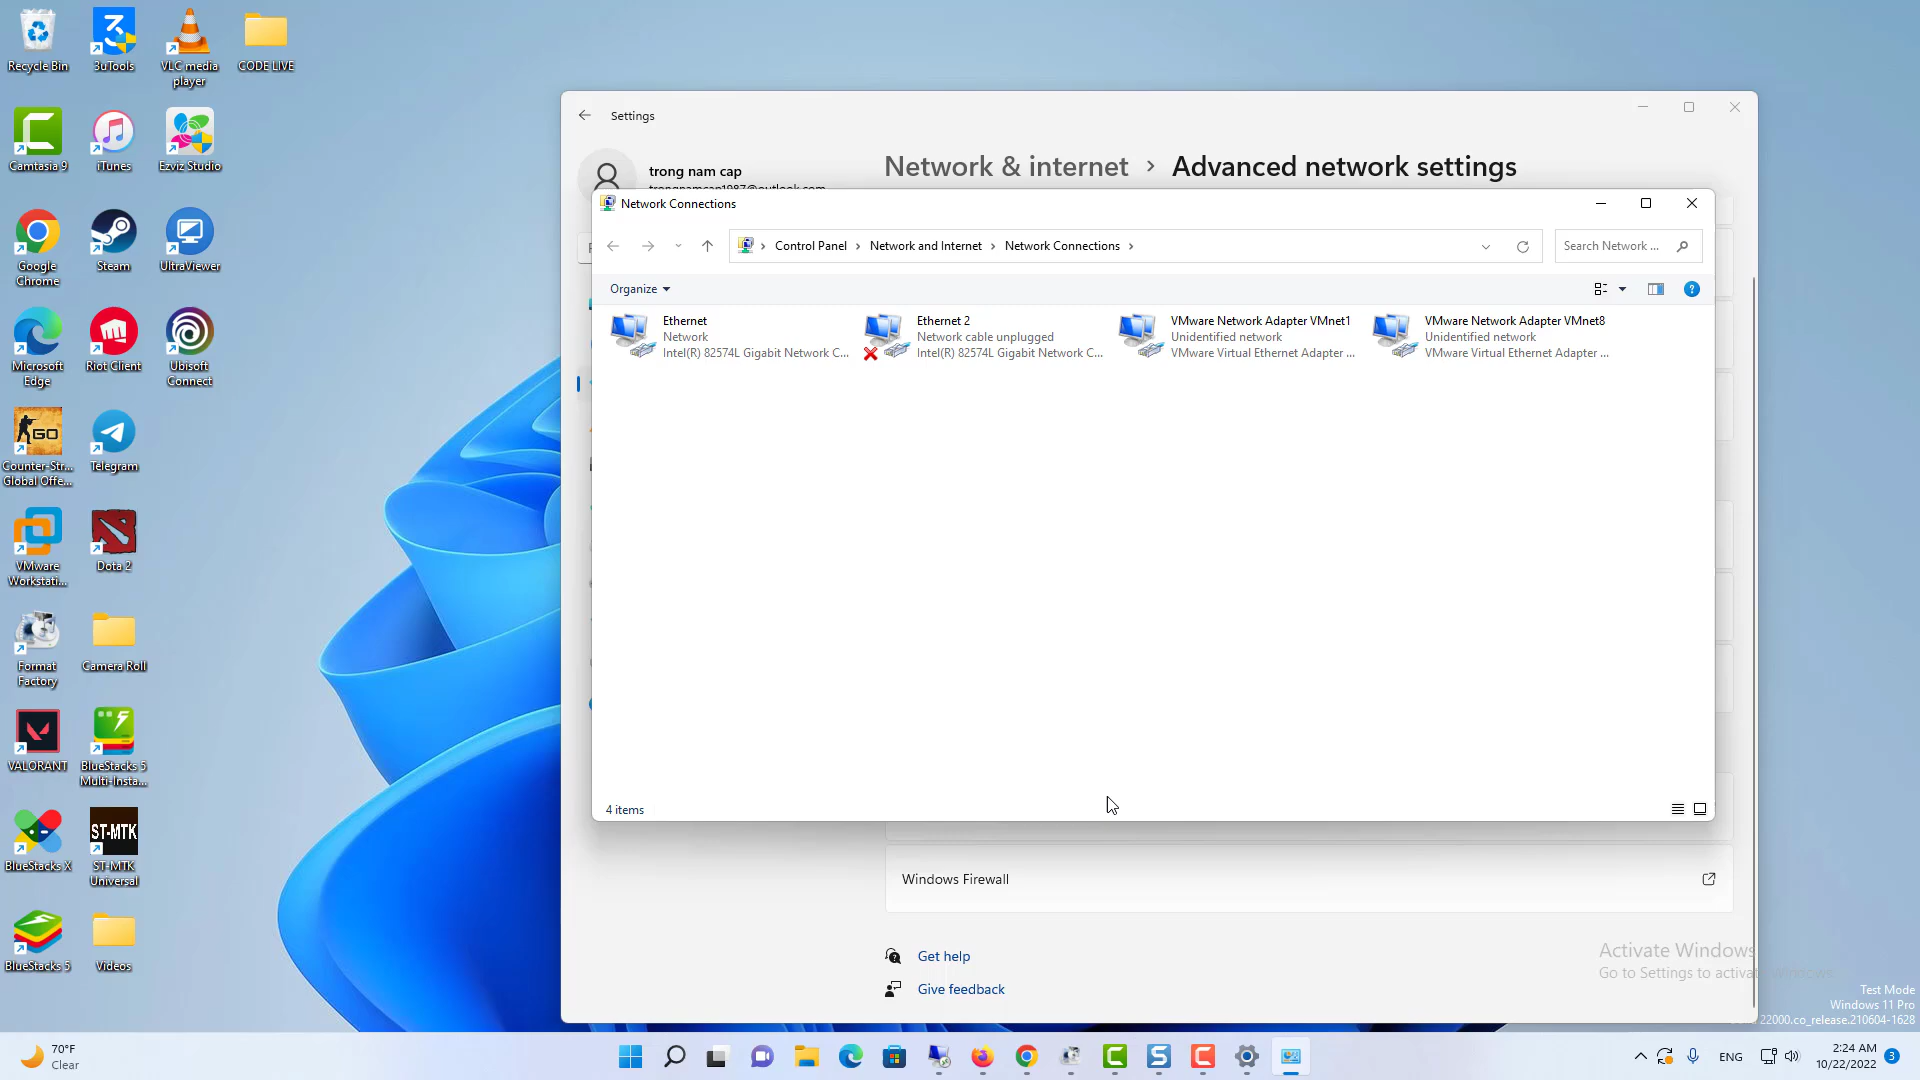 Recycle Bin
3uTools
VLC media
player
CODE LIVE
Camtasia 9
iTunes
Ezviz Studio
Google
Chrome
Steam
UltraViewer
Microsoft
Edge
Riot Client
Ubisoft
Connect
GO
Counter-Str...
Global Offe...
Telegram
VMware
Workstati...
Dota 2
Format
Factory
Camera Roll
VALORANT
BlueStacks 5
Multi-Insta...
BlueStacks X
ST-MTK
ST-MTK
Universal
BlueStacks 5
Videos
Settings
trong nam cap
trongnamcap1987@outlook.com
Network & internet › Advanced network settings
Network Connections
Control Panel › Network and Internet › Network Connections ›
Search Network ...
Organize
Ethernet
Network
Intel(R) 82574L Gigabit Network C...
Ethernet 2
Network cable unplugged
Intel(R) 82574L Gigabit Network C...
VMware Network Adapter VMnet1
Unidentified network
VMware Virtual Ethernet Adapter ...
VMware Network Adapter VMnet8
Unidentified network
VMware Virtual Ethernet Adapter ...
4 items
Windows Firewall
Get help
Give feedback
Activate Windows
Go to Settings to activate Windows.
Test Mode
Windows 11 Pro
22000.co_release.210604-1628
70°F
Clear
ENG
2:24 AM
10/22/2022
3